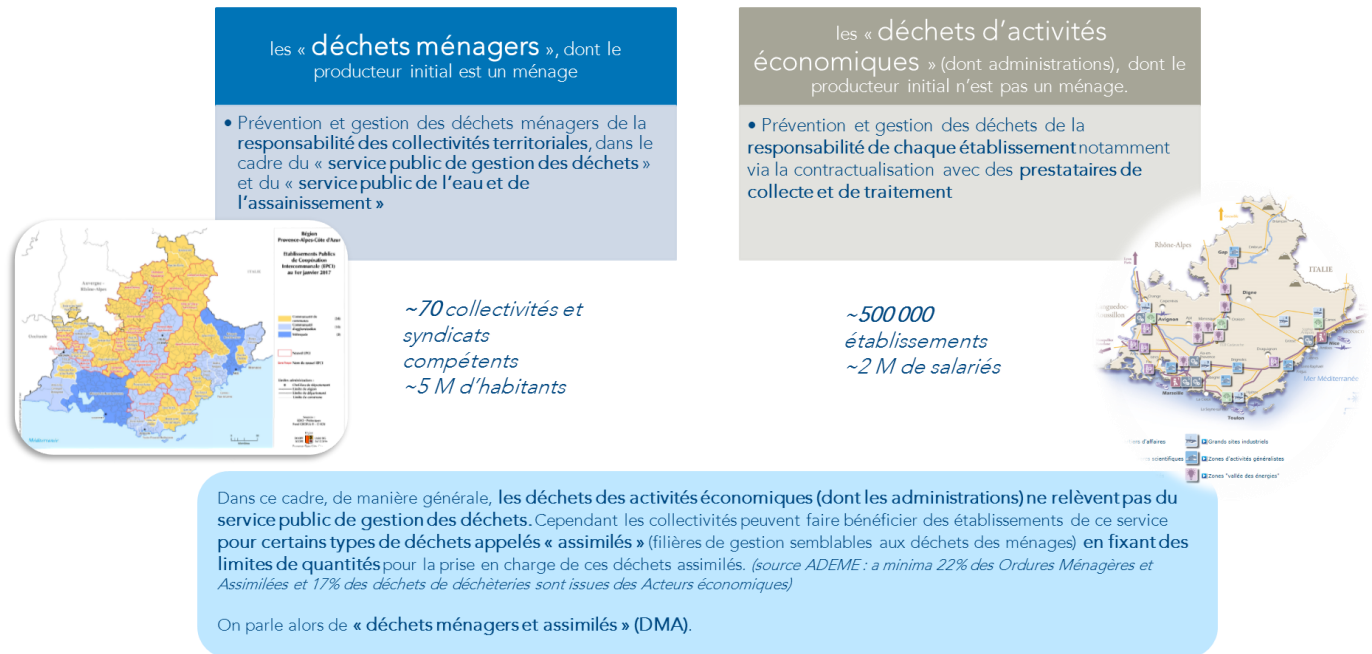 les « déchets ménagers », dont le
producteur initial est un ménage
• Prévention et gestion des déchets ménagers de la
responsabilité des collectivités territoriales, dans le
cadre du « service public de gestion des déchets »
et du « service public de l'eau et de
l'assainissement »
les « déchets d'activités
économiques » (dont administrations), dont le
producteur initial n'est pas un ménage.
• Prévention et gestion des déchets de la
responsabilité de chaque établissement notamment
via la contractualisation avec des prestataires de
collecte et de traitement
Région
Provence-Alpes-Côte d'Azur
Etablissements Publics
de Coopération
Intercommunale (EPCI)
au 1er janvier 2017
ITALIE
Méditerranée
~70 collectivités et
syndicats
compétents
~5 M d'habitants
~500 000
établissements
~2 M de salariés
Rhône-Alpes
ITALIE
Gap
Digne
Avignon
Nice
Marseille
Toulon
Mer Méditerranée
d'affaires
Grands sites industriels
scientifiques
Zones d'activités généralistes
Zones "vallée des énergies"
Dans ce cadre, de manière générale, les déchets des activités économiques (dont les administrations) ne relèvent pas du
service public de gestion des déchets. Cependant les collectivités peuvent faire bénéficier des établissements de ce service
pour certains types de déchets appelés « assimilés » (filières de gestion semblables aux déchets des ménages) en fixant des
limites de quantités pour la prise en charge de ces déchets assimilés. (source ADEME : a minima 22% des Ordures Ménagères et
Assimilées et 17% des déchets de déchèteries sont issues des Acteurs économiques)
On parle alors de « déchets ménagers et assimilés » (DMA).